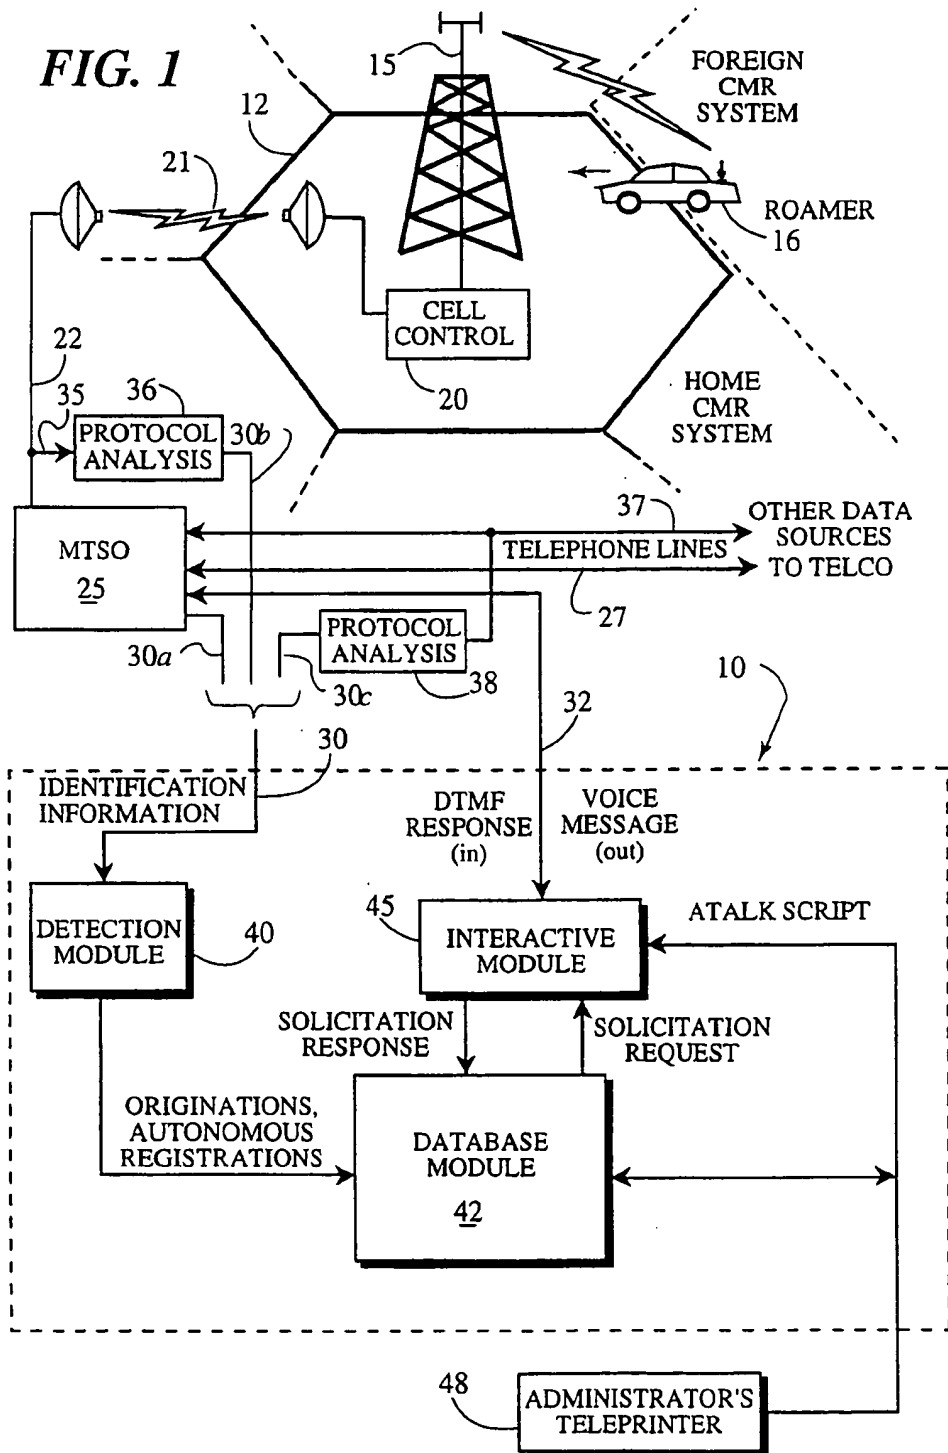 FIG. 1
15
FOREIGN
CMR
SYSTEM
12
21
ROAMER
16
CELL
CONTROL
20
22
35
36
PROTOCOL
ANALYSIS
30b
HOME
CMR
SYSTEM
MTSO
25
37
TELEPHONE LINES
27
OTHER DATA
SOURCES
TO TELCO
30a
30c
PROTOCOL
ANALYSIS
38
10
32
30
IDENTIFICATION
INFORMATION
DTMF
RESPONSE
(in)
VOICE
MESSAGE
(out)
DETECTION
MODULE
40
45
INTERACTIVE
MODULE
ATALK SCRIPT
SOLICITATION
RESPONSE
SOLICITATION
REQUEST
ORIGINATIONS,
AUTONOMOUS
REGISTRATIONS
DATABASE
MODULE
42
48
ADMINISTRATOR'S
TELEPRINTER